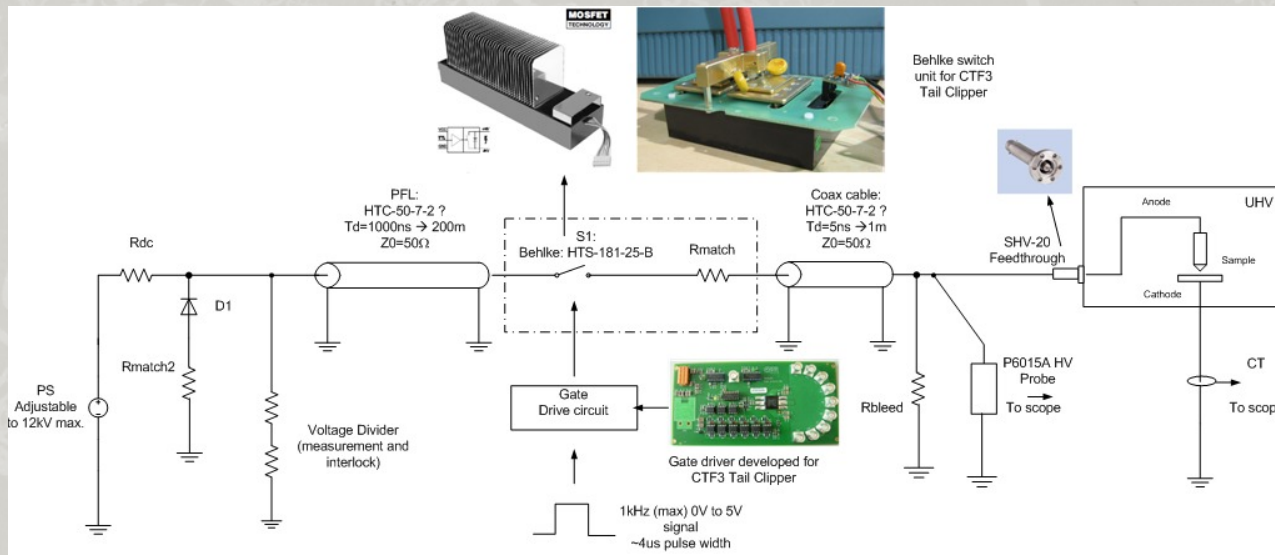 MOSFET
TECHNOLOGY
Behlke switch
unit for CTF3
Tail Clipper
PFL:
HTC-50-7-2 ?
Td=1000ns → 200m
Z0=50Ω
S1:
Behlke: HTS-181-25-B
Rmatch
Coax cable:
HTC-50-7-2 ?
Td=5ns→1m
Z0=50Ω
SHV-20
Feedthrough
UHV
Anode
Sample
Cathode
Rdc
D1
Rmatch2
PS
Adjustable
to 12kV max.
Voltage Divider
(measurement and
interlock)
Gate
Drive circuit
Gate driver developed for
CTF3 Tail Clipper
1kHz (max) 0V to 5V
signal
~4us pulse width
Rbleed
P6015A HV
Probe
To scope
CT
To scop